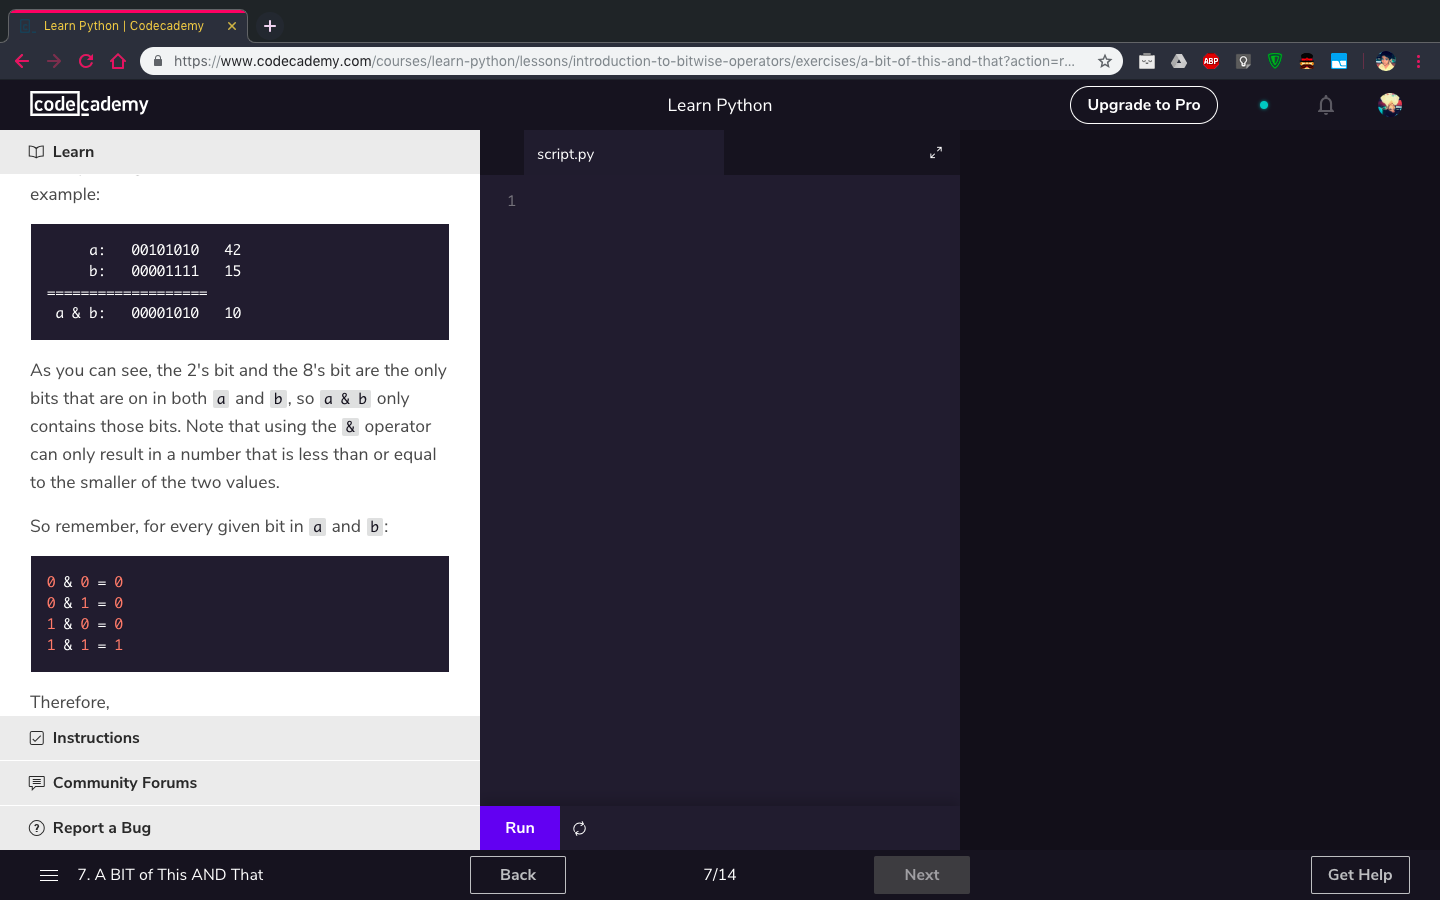 Learn Python | Codecademy
https://www.codecademy.com/courses/learn-python/lessons/introduction-to-bitwise-operators/exercises/a-bit-of-this-and-that?action=r...
ABP
codecademy
Learn Python
Upgrade to Pro
Learn
script.py
example:
1
a: 00101010 42
b: 00001111 15
===================
a & b: 00001010 10
As you can see, the 2's bit and the 8's bit are the only
bits that are on in both a and b, so a & b only
contains those bits. Note that using the & operator
can only result in a number that is less than or equal
to the smaller of the two values.
So remember, for every given bit in a and b:
0 & 0 = 0
0 & 1 = 0
1 & 0 = 0
1 & 1 = 1
Therefore,
Instructions
Community Forums
Report a Bug
Run
7. A BIT of This AND That
Back
7/14
Next
Get Help